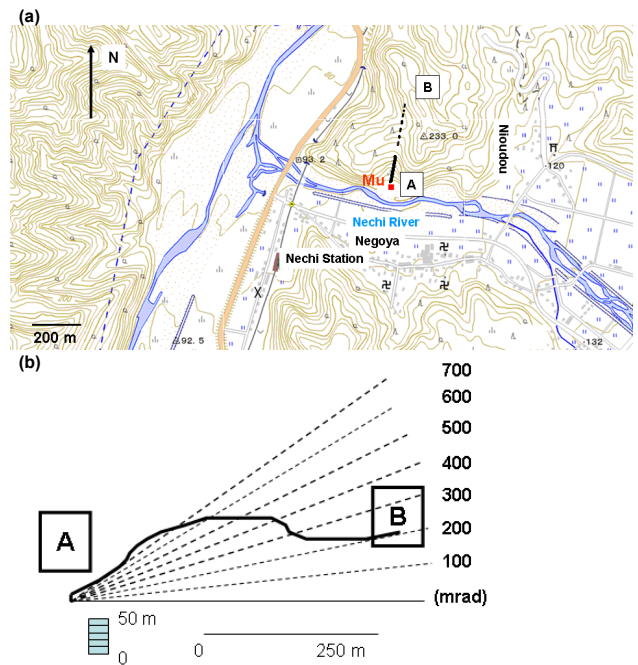 (a)
N
B
233. 0
93. 2
Nioudon
120
Mu
A
Nechi River
Negoya
Nechi Station
X
200 m
92. 5
132
(b)
700
600
500
400
300
200
100
(mrad)
A
B
50 m
0
0
250 m